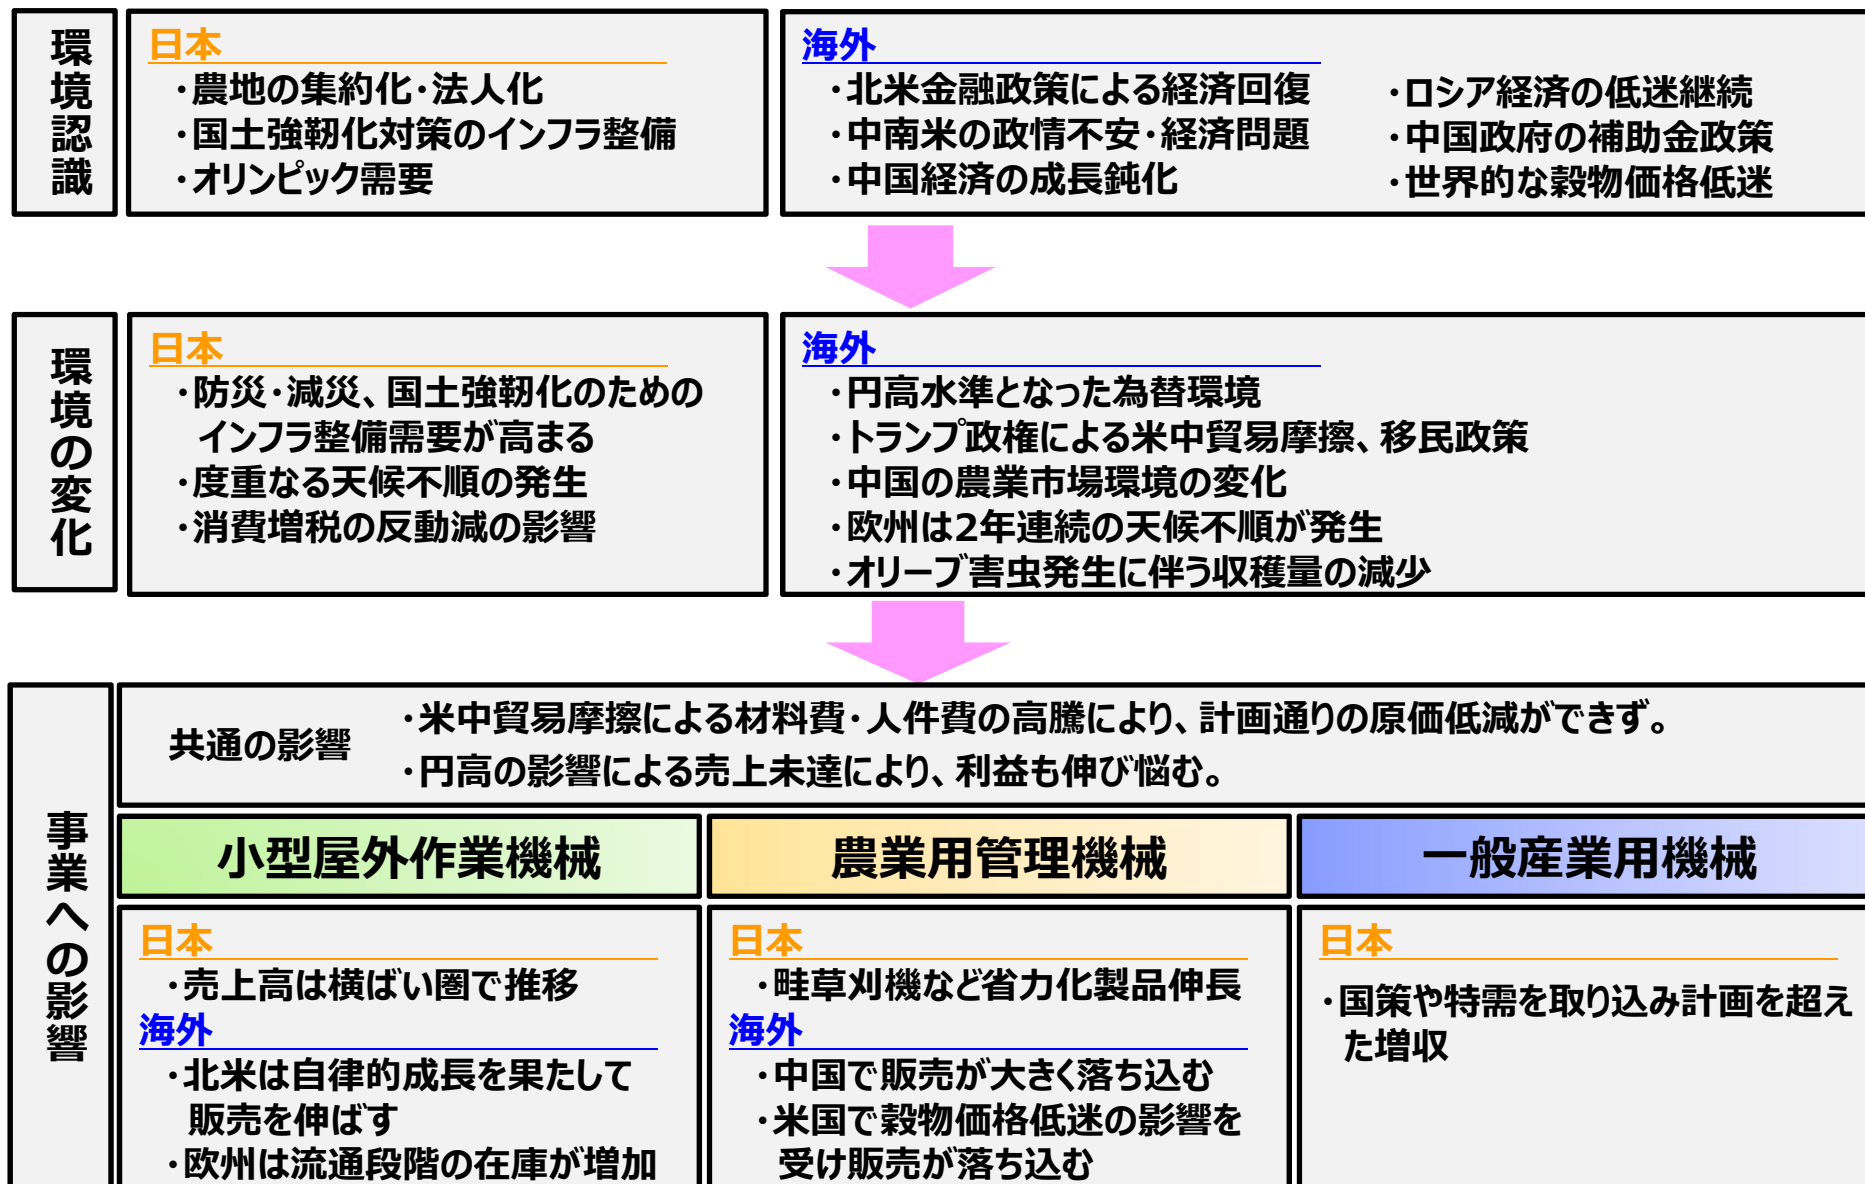 環境認識
日本
・農地の集約化・法人化
・国土強靭化対策のインフラ整備
・オリンピック需要
海外
・北米金融政策による経済回復
・中南米の政情不安・経済問題
・中国経済の成長鈍化
・ロシア経済の低迷継続
・中国政府の補助金政策
・世界的な穀物価格低迷
環境の変化
日本
・防災・減災、国土強靭化のための
インフラ整備需要が高まる
・度重なる天候不順の発生
・消費増税の反動減の影響
海外
・円高水準となった為替環境
・トランプ政権による米中貿易摩擦、移民政策
・中国の農業市場環境の変化
・欧州は2年連続の天候不順が発生
・オリーブ害虫発生に伴う収穫量の減少
事業への影響
共通の影響
・米中貿易摩擦による材料費・人件費の高騰により、計画通りの原価低減ができず。
・円高の影響による売上未達により、利益も伸び悩む。
小型屋外作業機械
日本
・売上高は横ばい圏で推移
海外
・北米は自律的成長を果たして
販売を伸ばす
・欧州は流通段階の在庫が増加
農業用管理機械
日本
・畦草刈機など省力化製品伸長
海外
・中国で販売が大きく落ち込む
・米国で穀物価格低迷の影響を
受け販売が落ち込む
一般産業用機械
日本
・国策や特需を取り込み計画を超え
た増収